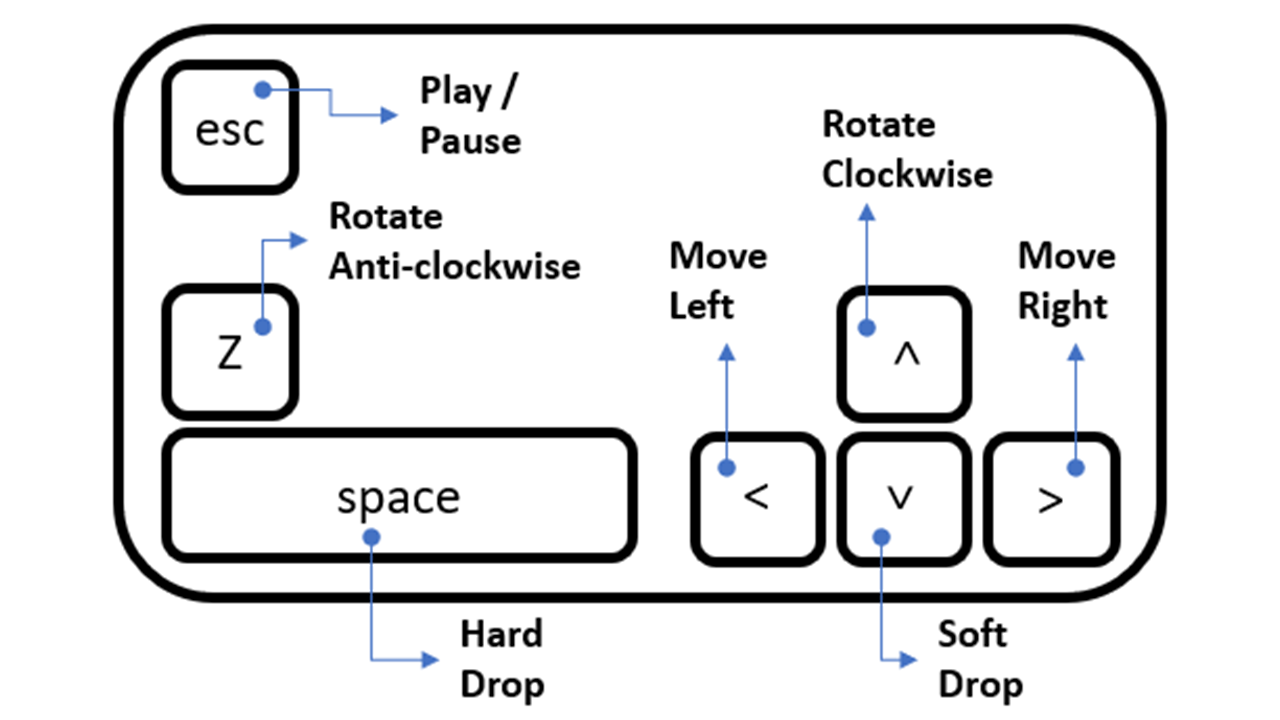 esc
Play /
Pause
Rotate
Clockwise
Rotate
Anti-clockwise
Move
Left
Move
Right
Z
^
space
<
v
>
Hard
Drop
Soft
Drop